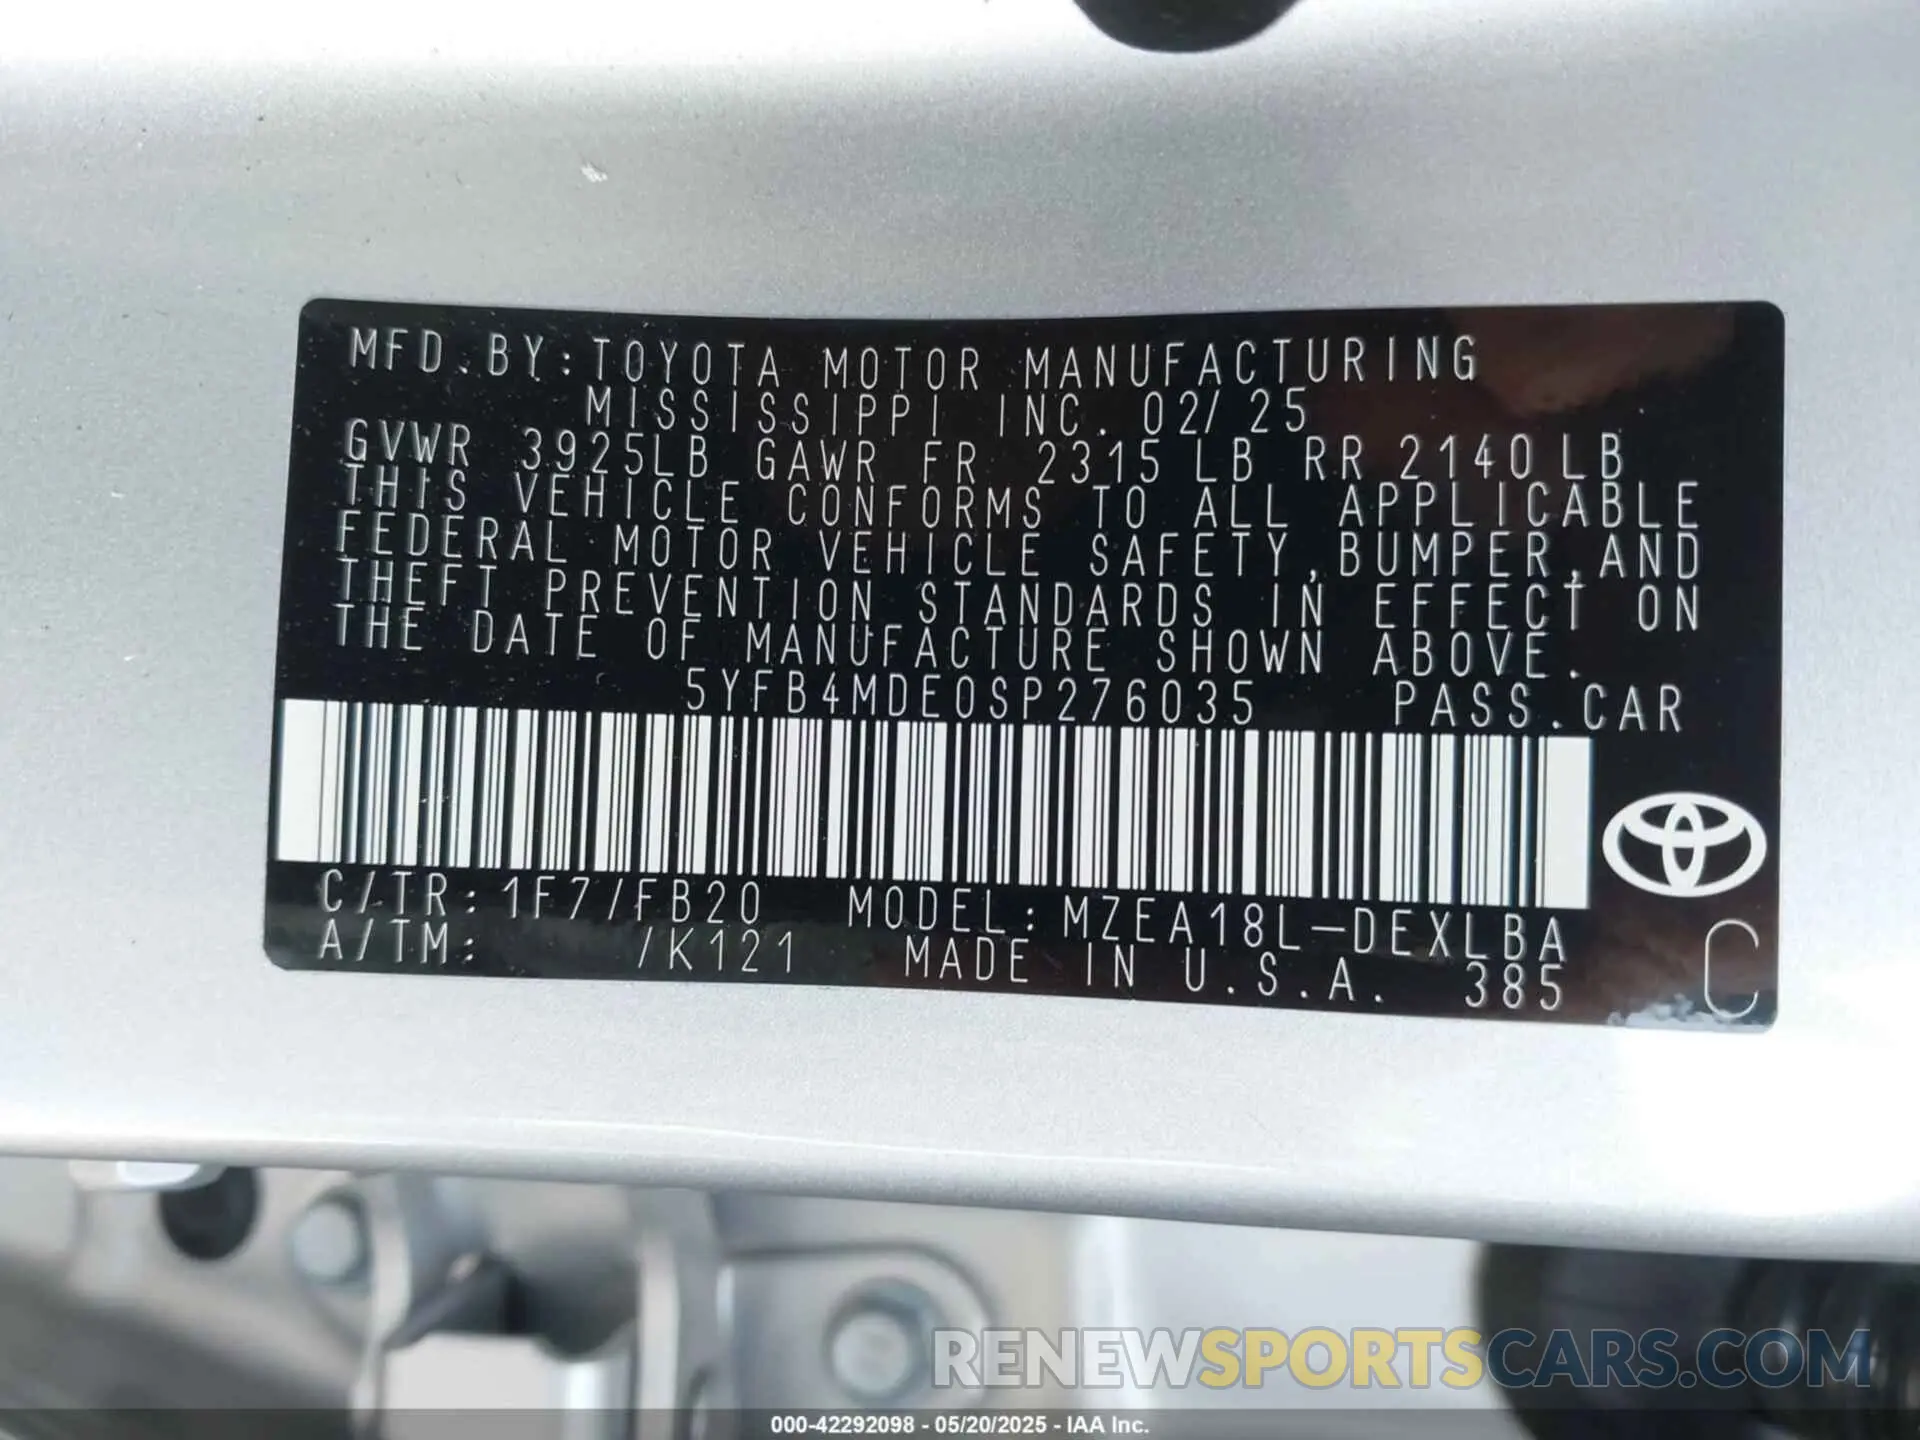 MFD.BY:TOYOTA MOTOR MANUFACTURING
MISSISSIPPI INC. 02/25
GVWR 3925LB GAWR FR 2315LB RR 2140LB
THIS VEHICLE CONFORMS TO ALL APPLICABLE
FEDERAL MOTOR VEHICLE SAFETY,BUMPER,AND
THEFT PREVENTION STANDARDS IN EFFECT ON
THE DATE OF MANUFACTURE SHOWN ABOVE.
5YFB4MDE0SP276035 PASS.CAR
C/TR:1F7/FB20 MODEL:MZEA18L-DEXLBA
A/TM: /K121 MADE IN U.S.A. 385
C
RENEWSPORTSCARS.COM
000-42292098 - 05/20/2025 - IAA Inc.